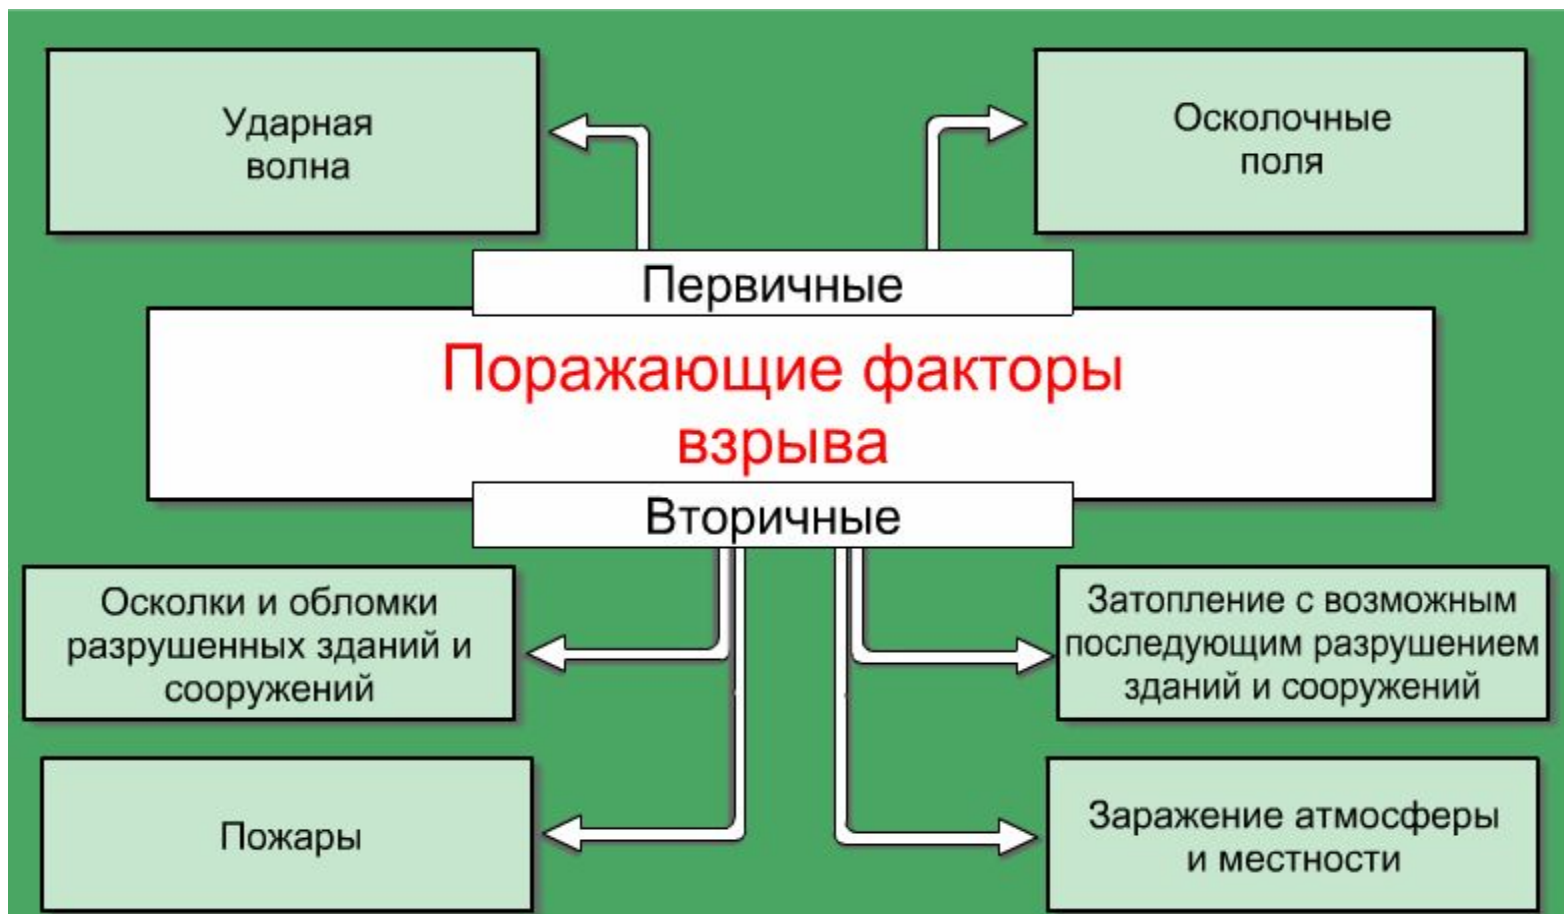 Ударная
волна
Осколочные
поля
Первичные
Поражающие факторы
взрыва
Вторичные
Осколки и обломки
разрушенных зданий и
сооружений
Затопление с возможным
последующим разрушением
зданий и сооружений
Пожары
Заражение атмосферы
и местности